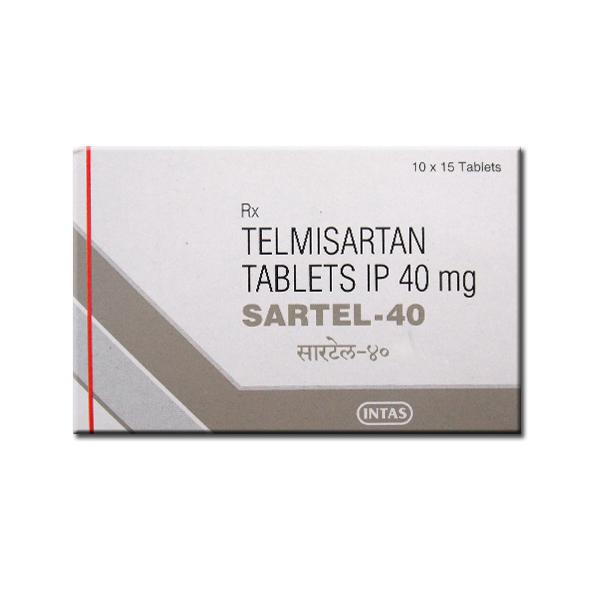 10 x 15 Tablets
Rx
TELMISARTAN
TABLETS IP 40 mg
SARTEL-40
सारटेल-४०
INTAS